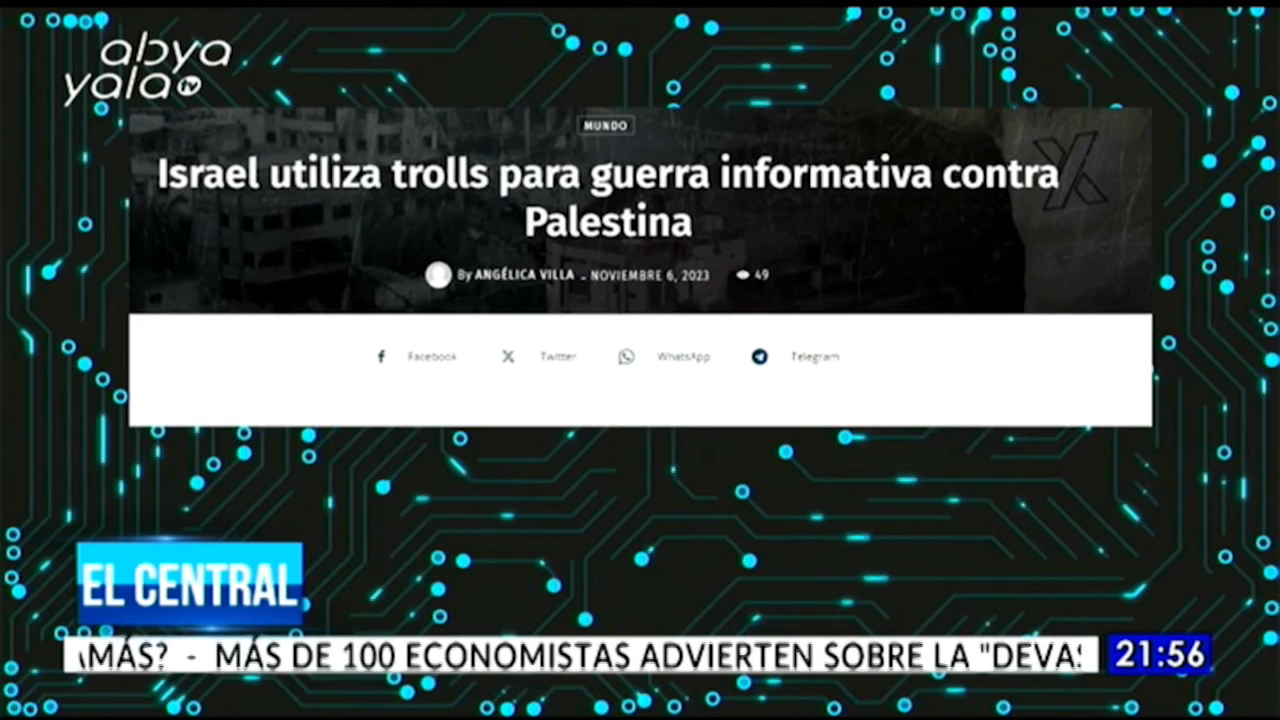 abya
yala tv
MUNDO
Israel utiliza trolls para guerra informativa contra
Palestina
By ANGÉLICA VILLA - NOVIEMBRE 6, 2023 49
Facebook Twitter WhatsApp Telegram
EL CENTRAL
¿MÁS? - MÁS DE 100 ECONOMISTAS ADVIERTEN SOBRE LA "DEVAS
21:56